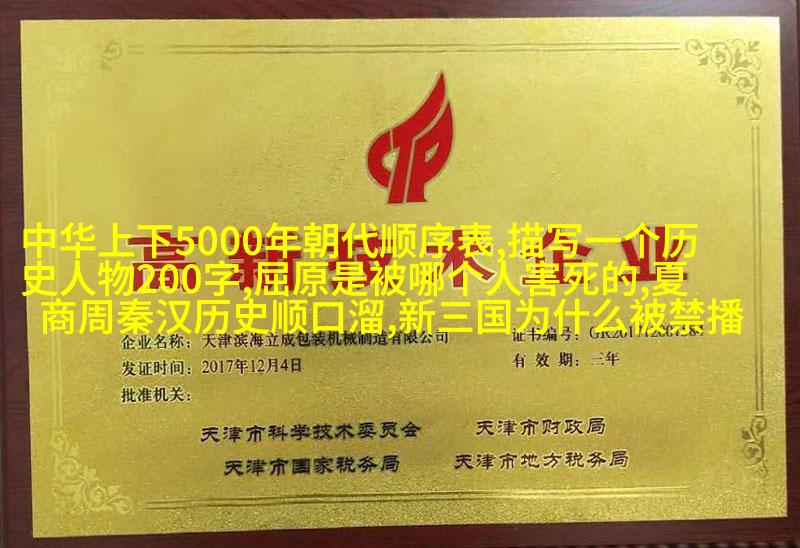 中华上下5000年朝代顺序表,描写一个历
史人物200字,屈原是被哪个人害死的,夏
商周秦汉历史顺口溜,新三国为什么被禁播
高新技术企业
企业名称：天津滨海立成包装机械制造有限公司
证书编号：
发证时间：2017年12月4日
有效期：三年
批准机关：
天津市科学技术委员会
天津市财政局
天津市国家税务局
天津市地方税务局